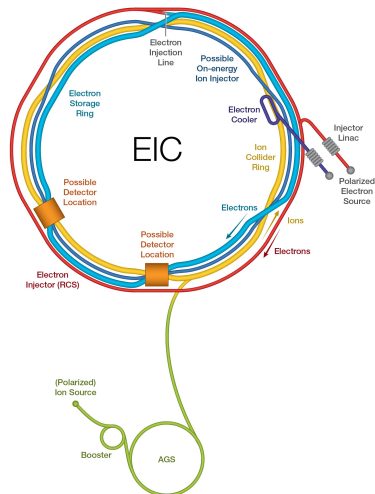 Electron
Injection
Line
Possible
On-energy
Ion Injector
Electron
Storage
Ring
Electron
Cooler
Injector
Linac
EIC
Ion
Collider
Ring
Polarized
Electron
Source
Possible
Detector
Location
Electrons
Ions
Possible
Detector
Location
Electrons
Electron
Injector (RCS)
(Polarized)
Ion Source
Booster
AGS